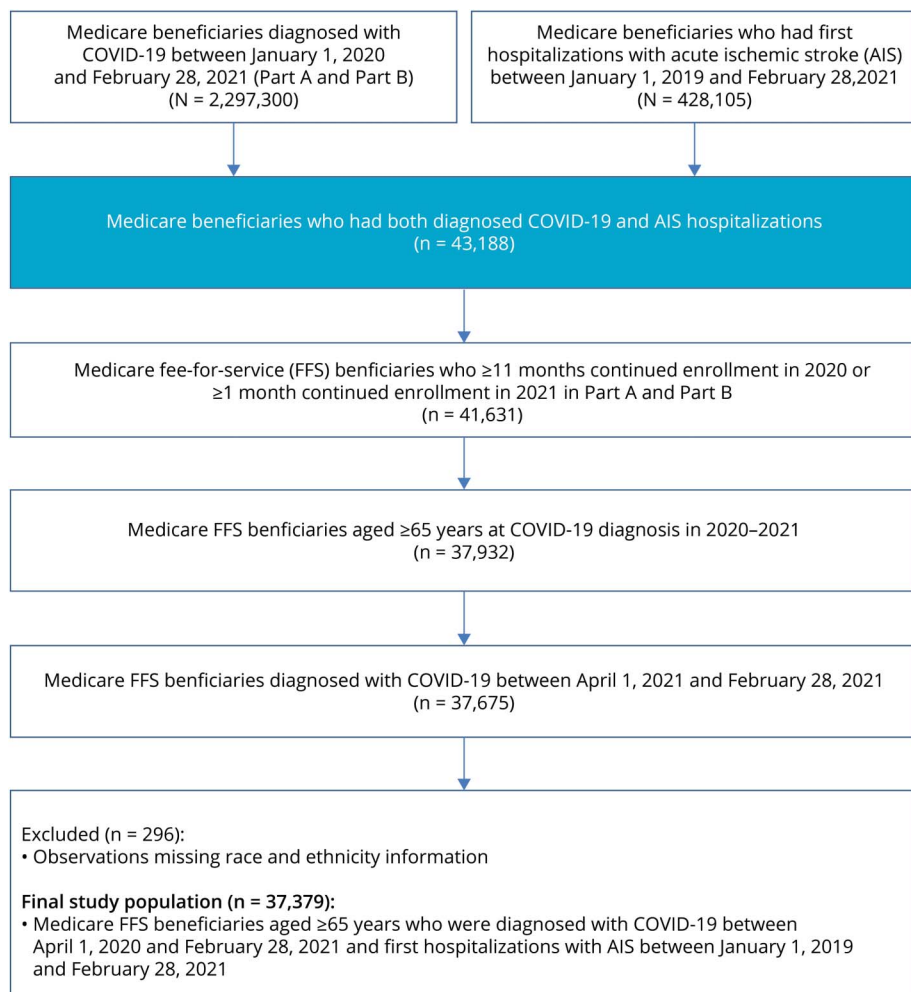 Medicare beneficiaries diagnosed with
COVID-19 between January 1, 2020
and February 28, 2021 (Part A and Part B)
(N = 2,297,300)
Medicare beneficiaries who had first
hospitalizations with acute ischemic stroke (AIS)
between January 1, 2019 and February 28,2021
(N = 428,105)
Medicare beneficiaries who had both diagnosed COVID-19 and AIS hospitalizations
(n = 43,188)
Medicare fee-for-service (FFS) benficiaries who ≥11 months continued enrollment in 2020 or
≥1 month continued enrollment in 2021 in Part A and Part B
(n = 41,631)
Medicare FFS benficiaries aged ≥65 years at COVID-19 diagnosis in 2020–2021
(n = 37,932)
Medicare FFS benficiaries diagnosed with COVID-19 between April 1, 2021 and February 28, 2021
(n = 37,675)
Excluded (n = 296):
• Observations missing race and ethnicity information
Final study population (n = 37,379):
• Medicare FFS beneficiaries aged ≥65 years who were diagnosed with COVID-19 between
April 1, 2020 and February 28, 2021 and first hospitalizations with AIS between January 1, 2019
and February 28, 2021